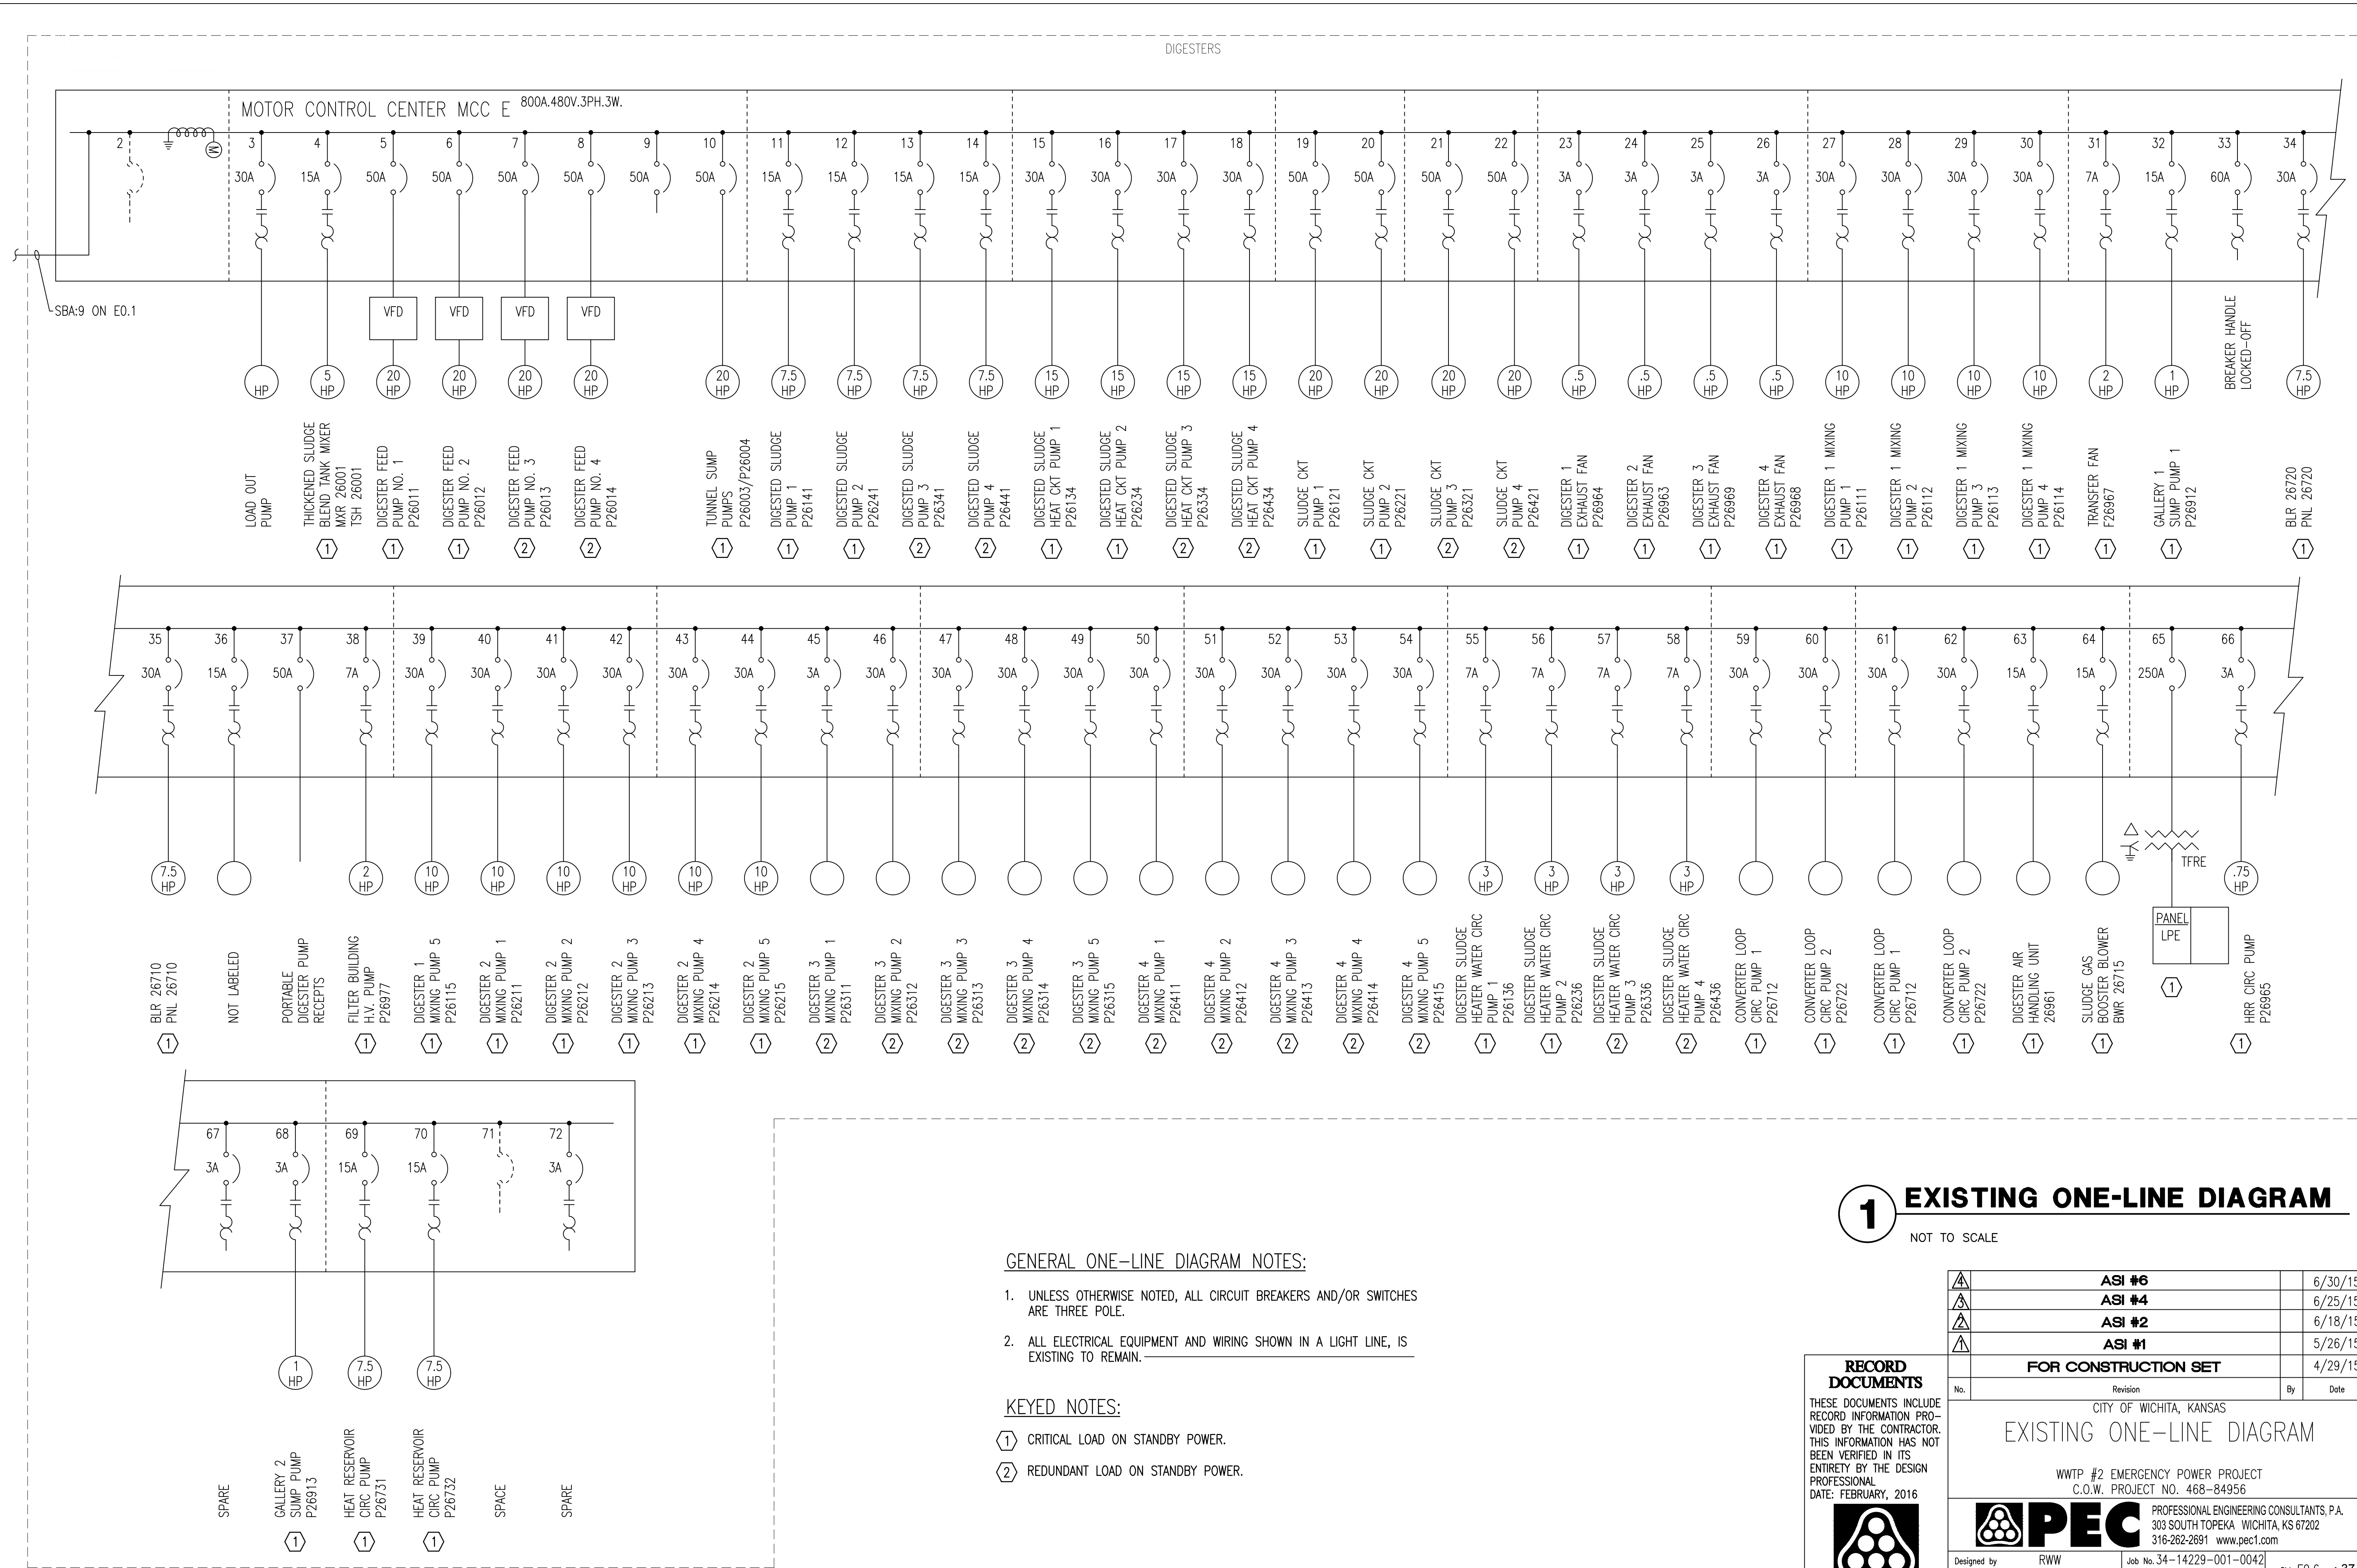 DIGESTERS
MOTOR CONTROL CENTER MCC E 800A.480V.3PH.3W.
2 M 3 4 5 6 7 8 9 10 11 12 13 14 15 16 17 18 19 20 21 22 23 24 25 26 27 28 29 30 31 32 33 34
30A 15A 50A 50A 50A 50A 50A 50A 15A 15A 15A 15A 30A 30A 30A 30A 50A 50A 50A 50A 3A 3A 3A 3A 30A 30A 30A 30A 7A 15A 60A 30A
SBA:9 ON E0.1
VFD VFD VFD VFD
HP
5 HP
20 HP
20 HP
20 HP
20 HP
20 HP
7.5 HP
7.5 HP
7.5 HP
7.5 HP
15 HP
15 HP
15 HP
15 HP
20 HP
20 HP
20 HP
20 HP
.5 HP
.5 HP
.5 HP
.5 HP
10 HP
10 HP
10 HP
10 HP
2 HP
1 HP
BREAKER HANDLE
LOCKED-OFF
7.5 HP
LOAD OUT
PUMP
THICKENED SLUDGE
BLEND TANK MIXER
MXR 26001
TSH 26001
1
DIGESTER FEED
PUMP NO. 1
P26011
1
DIGESTER FEED
PUMP NO. 2
P26012
1
DIGESTER FEED
PUMP NO. 3
P26013
2
DIGESTER FEED
PUMP NO. 4
P26014
2
TUNNEL SUMP
PUMPS
P26003/P26004
1
DIGESTED SLUDGE
PUMP 1
P26141
1
DIGESTED SLUDGE
PUMP 2
P26241
1
DIGESTED SLUDGE
PUMP 3
P26341
2
DIGESTED SLUDGE
PUMP 4
P26441
2
DIGESTED SLUDGE
HEAT CKT PUMP 1
P26134
1
DIGESTED SLUDGE
HEAT CKT PUMP 2
P26234
1
DIGESTED SLUDGE
HEAT CKT PUMP 3
P26334
2
DIGESTED SLUDGE
HEAT CKT PUMP 4
P26434
2
SLUDGE CKT
PUMP 1
P26121
1
SLUDGE CKT
PUMP 2
P26221
1
SLUDGE CKT
PUMP 3
P26321
2
SLUDGE CKT
PUMP 4
P26421
2
DIGESTER 1
EXHAUST FAN
P26964
1
DIGESTER 2
EXHAUST FAN
P26963
1
DIGESTER 3
EXHAUST FAN
P26969
1
DIGESTER 4
EXHAUST FAN
P26968
1
DIGESTER 1 MIXING
PUMP 1
P26111
1
DIGESTER 1 MIXING
PUMP 2
P26112
1
DIGESTER 1 MIXING
PUMP 3
P26113
1
DIGESTER 1 MIXING
PUMP 4
P26114
1
TRANSFER FAN
F26967
1
GALLERY 1
SUMP PUMP 1
P26912
1
BLR 26720
PNL 26720
1
35 36 37 38 39 40 41 42 43 44 45 46 47 48 49 50 51 52 53 54 55 56 57 58 59 60 61 62 63 64 65 66
30A 15A 50A 7A 30A 30A 30A 30A 30A 30A 3A 30A 30A 30A 30A 30A 30A 30A 30A 30A 7A 7A 7A 7A 30A 30A 30A 30A 15A 15A 250A 3A
TFRE
7.5 HP
2 HP
10 HP
10 HP
10 HP
10 HP
10 HP
10 HP
3 HP
3 HP
3 HP
3 HP
.75 HP
PANEL
LPE
BLR 26710
PNL 26710
1
NOT LABELED
PORTABLE
DIGESTER PUMP
RECEPTS
FILTER BUILDING
H.V. PUMP
P26977
1
DIGESTER 1
MIXING PUMP 5
P26115
1
DIGESTER 2
MIXING PUMP 1
P26211
1
DIGESTER 2
MIXING PUMP 2
P26212
1
DIGESTER 2
MIXING PUMP 3
P26213
1
DIGESTER 2
MIXING PUMP 4
P26214
1
DIGESTER 2
MIXING PUMP 5
P26215
1
DIGESTER 3
MIXING PUMP 1
P26311
2
DIGESTER 3
MIXING PUMP 2
P26312
2
DIGESTER 3
MIXING PUMP 3
P26313
2
DIGESTER 3
MIXING PUMP 4
P26314
2
DIGESTER 3
MIXING PUMP 5
P26315
2
DIGESTER 4
MIXING PUMP 1
P26411
2
DIGESTER 4
MIXING PUMP 2
P26412
2
DIGESTER 4
MIXING PUMP 3
P26413
2
DIGESTER 4
MIXING PUMP 4
P26414
2
DIGESTER 4
MIXING PUMP 5
P26415
2
DIGESTER SLUDGE
HEATER WATER CIRC
PUMP 1
P26136
1
DIGESTER SLUDGE
HEATER WATER CIRC
PUMP 2
P26236
1
DIGESTER SLUDGE
HEATER WATER CIRC
PUMP 3
P26336
2
DIGESTER SLUDGE
HEATER WATER CIRC
PUMP 4
P26436
2
CONVERTER LOOP
CIRC PUMP 1
P26712
1
CONVERTER LOOP
CIRC PUMP 2
P26722
1
CONVERTER LOOP
CIRC PUMP 1
P26712
1
CONVERTER LOOP
CIRC PUMP 2
P26722
1
DIGESTER AIR
HANDLING UNIT
26961
1
SLUDGE GAS
BOOSTER BLOWER
BWR 26715
1
1
HRR CIRC PUMP
P26965
1
67 68 69 70 71 72
3A 3A 15A 15A 3A
1 HP
7.5 HP
7.5 HP
SPARE
GALLERY 2
SUMP PUMP
P26913
1
HEAT RESERVOIR
CIRC PUMP
P26731
1
HEAT RESERVOIR
CIRC PUMP
P26732
1
SPACE
SPARE
GENERAL ONE-LINE DIAGRAM NOTES:
1. UNLESS OTHERWISE NOTED, ALL CIRCUIT BREAKERS AND/OR SWITCHES
ARE THREE POLE.
2. ALL ELECTRICAL EQUIPMENT AND WIRING SHOWN IN A LIGHT LINE, IS
EXISTING TO REMAIN.
KEYED NOTES:
1 CRITICAL LOAD ON STANDBY POWER.
2 REDUNDANT LOAD ON STANDBY POWER.
1 EXISTING ONE-LINE DIAGRAM
NOT TO SCALE
4 ASI #6 6/30/15
3 ASI #4 6/25/15
2 ASI #2 6/18/15
1 ASI #1 5/26/15
FOR CONSTRUCTION SET 4/29/15
No. Revision By Date
RECORD
DOCUMENTS
THESE DOCUMENTS INCLUDE
RECORD INFORMATION PRO-
VIDED BY THE CONTRACTOR.
THIS INFORMATION HAS NOT
BEEN VERIFIED IN ITS
ENTIRETY BY THE DESIGN
PROFESSIONAL
DATE: FEBRUARY, 2016
CITY OF WICHITA, KANSAS
EXISTING ONE-LINE DIAGRAM
WWTP #2 EMERGENCY POWER PROJECT
C.O.W. PROJECT NO. 468-84956
PEC
PROFESSIONAL ENGINEERING CONSULTANTS, P.A.
303 SOUTH TOPEKA WICHITA, KS 67202
316-262-2691 www.pec1.com
Designed by RWW Job No. 34-14229-001-0042